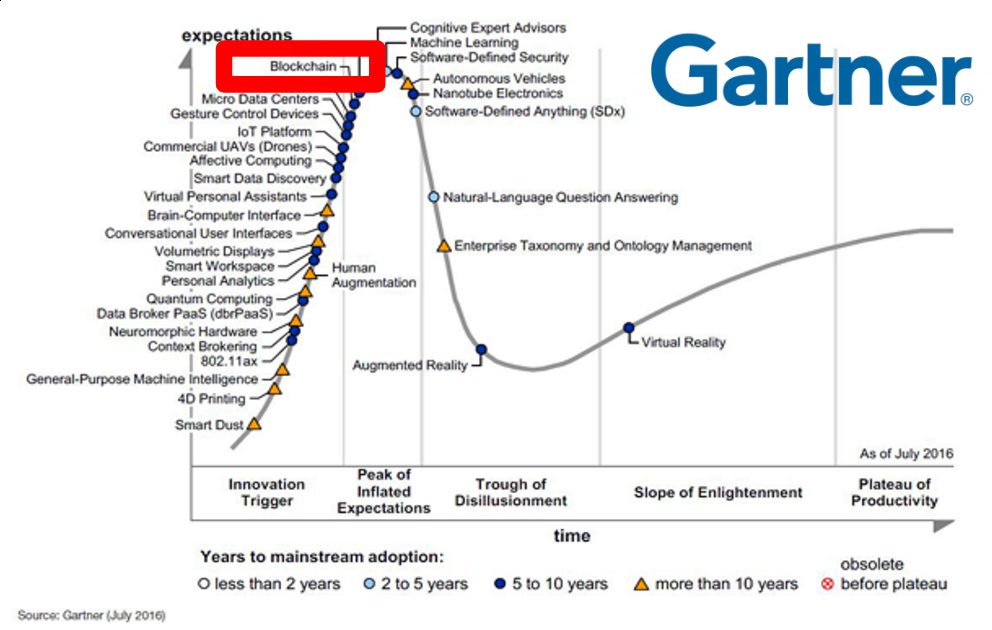 expectations
Gartner®
Cognitive Expert Advisors
Machine Learning
Software-Defined Security
Blockchain
Autonomous Vehicles
Nanotube Electronics
Micro Data Centers
Gesture Control Devices
Software-Defined Anything (SDx)
IoT Platform
Commercial UAVs (Drones)
Affective Computing
Smart Data Discovery
Virtual Personal Assistants
Natural-Language Question Answering
Brain-Computer Interface
Conversational User Interfaces
Enterprise Taxonomy and Ontology Management
Volumetric Displays
Smart Workspace
Personal Analytics
Human
Augmentation
Quantum Computing
Data Broker PaaS (dbrPaaS)
Neuromorphic Hardware
Context Brokering
802.11ax
Virtual Reality
Augmented Reality
General-Purpose Machine Intelligence
4D Printing
Smart Dust
As of July 2016
Innovation
Trigger
Peak of
Inflated
Expectations
Trough of
Disillusionment
Slope of Enlightenment
Plateau of
Productivity
time
Years to mainstream adoption:
less than 2 years
2 to 5 years
5 to 10 years
more than 10 years
obsolete
before plateau
Source: Gartner (July 2016)